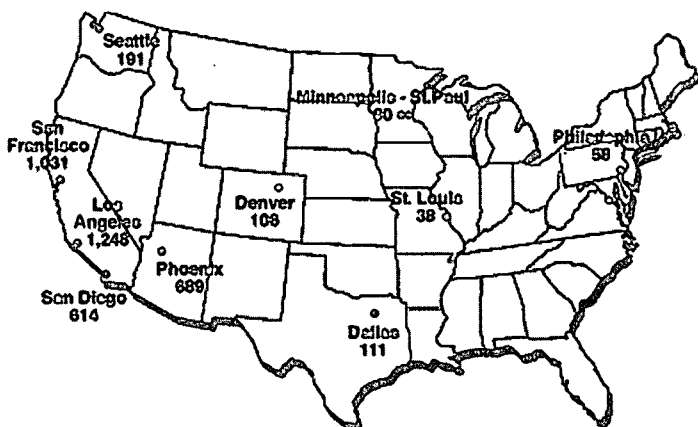 Seattle
191
Minneapolis - St.Paul
San
Francisco
1,031
Philadelphia
58
Los
Angeles
1,248
Denver
St. Louis
38
Phoenix
689
San Diego
614
Dallas
111